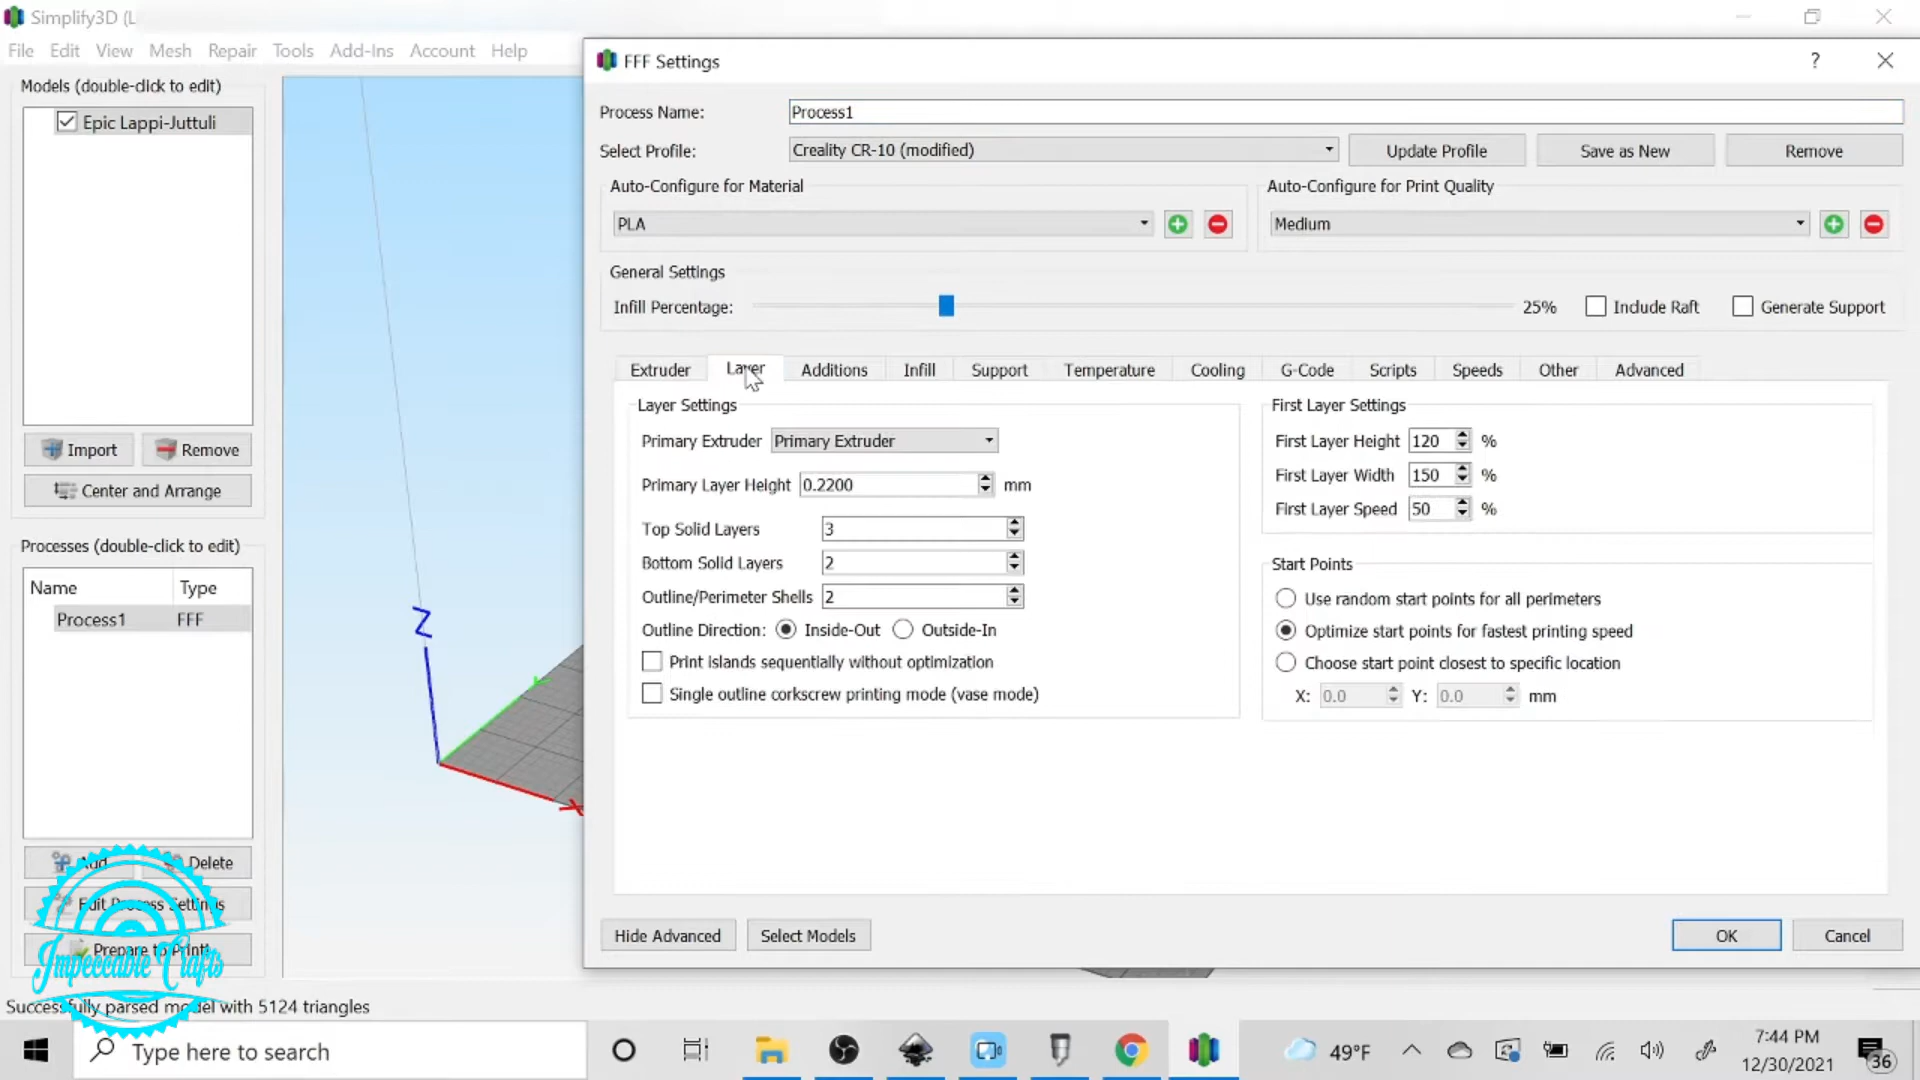 Simplify3D (L
File Edit View Mesh Repair Tools Add-Ins Account Help
Models (double-click to edit)
Epic Lappi-Juttuli
Import Remove
Center and Arrange
Processes (double-click to edit)
Name Type
Process1 FFF
Add Delete
Edit Process Settings
Prepare to Print!
Impeccable Crafts
Successfully parsed model with 5124 triangles
Z
X
FFF Settings
?
Process Name: Process1
Select Profile: Creality CR-10 (modified) Update Profile Save as New Remove
Auto-Configure for Material
PLA
Auto-Configure for Print Quality
Medium
General Settings
Infill Percentage: 25% Include Raft Generate Support
Extruder Layer Additions Infill Support Temperature Cooling G-Code Scripts Speeds Other Advanced
Layer Settings
Primary Extruder Primary Extruder
Primary Layer Height 0.2200 mm
Top Solid Layers 3
Bottom Solid Layers 2
Outline/Perimeter Shells 2
Outline Direction: Inside-Out Outside-In
Print islands sequentially without optimization
Single outline corkscrew printing mode (vase mode)
First Layer Settings
First Layer Height 120 %
First Layer Width 150 %
First Layer Speed 50 %
Start Points
Use random start points for all perimeters
Optimize start points for fastest printing speed
Choose start point closest to specific location
X: 0.0 Y: 0.0 mm
Hide Advanced Select Models OK Cancel
Type here to search
49°F
7:44 PM
12/30/2021
36